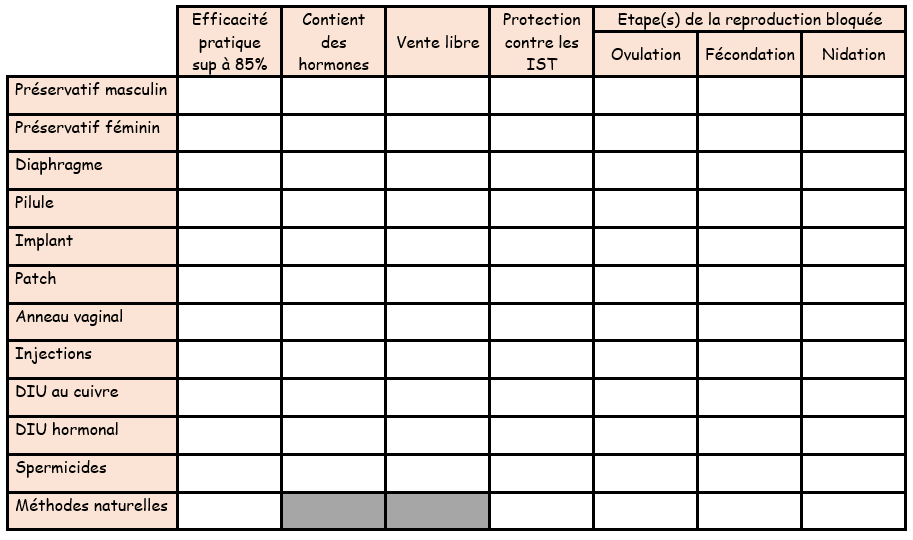 Efficacité
pratique
sup à 85%
Contient
des
hormones
Vente libre
Protection
contre les
IST
Etape(s) de la reproduction bloquée
Ovulation
Fécondation
Nidation
Préservatif masculin
Préservatif féminin
Diaphragme
Pilule
Implant
Patch
Anneau vaginal
Injections
DIU au cuivre
DIU hormonal
Spermicides
Méthodes naturelles